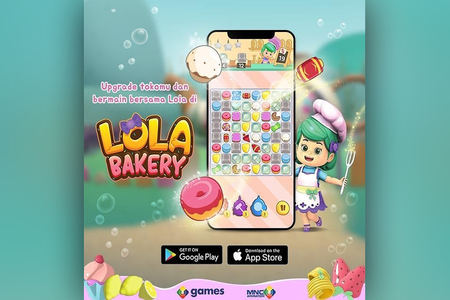 Upgrade tokomu dan
bermain bersama Lola di
LOLA
BAKERY
GET IT ON
Google Play
Download on the
App Store
games
MNC